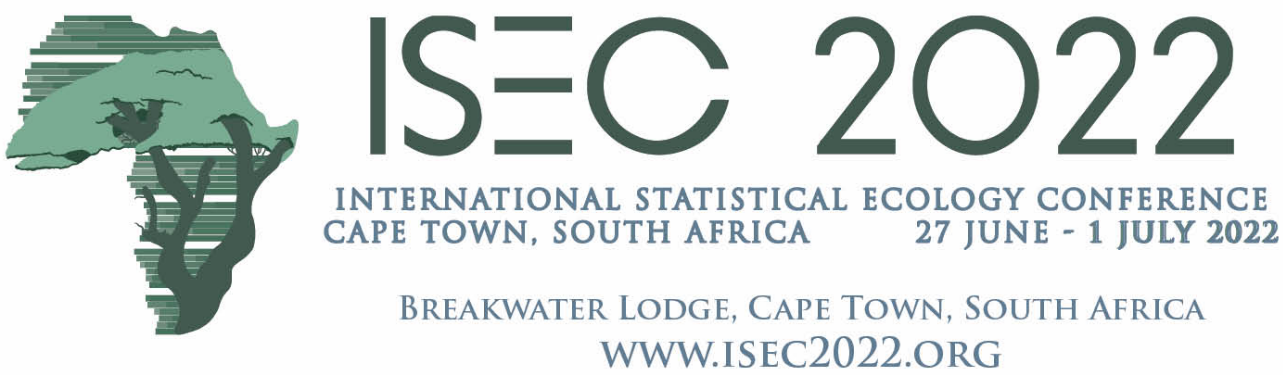 ISEC 2022
INTERNATIONAL STATISTICAL ECOLOGY CONFERENCE
CAPE TOWN, SOUTH AFRICA 27 JUNE - 1 JULY 2022
BREAKWATER LODGE, CAPE TOWN, SOUTH AFRICA
WWW.ISEC2022.ORG